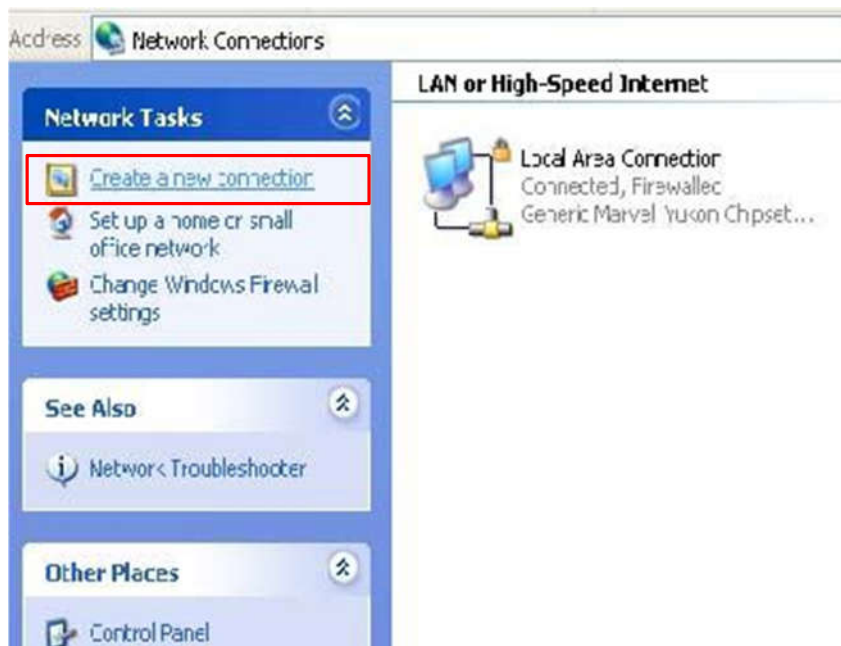 Address Network Connections
Network Tasks
Create a new connection
Set up a home or small
office network
Change Windows Firewall
settings
See Also
Network Troubleshooter
Other Places
Control Panel
LAN or High-Speed Internet
Local Area Connection
Connected, Firewalled
Generic Marvel Yukon Chipset...